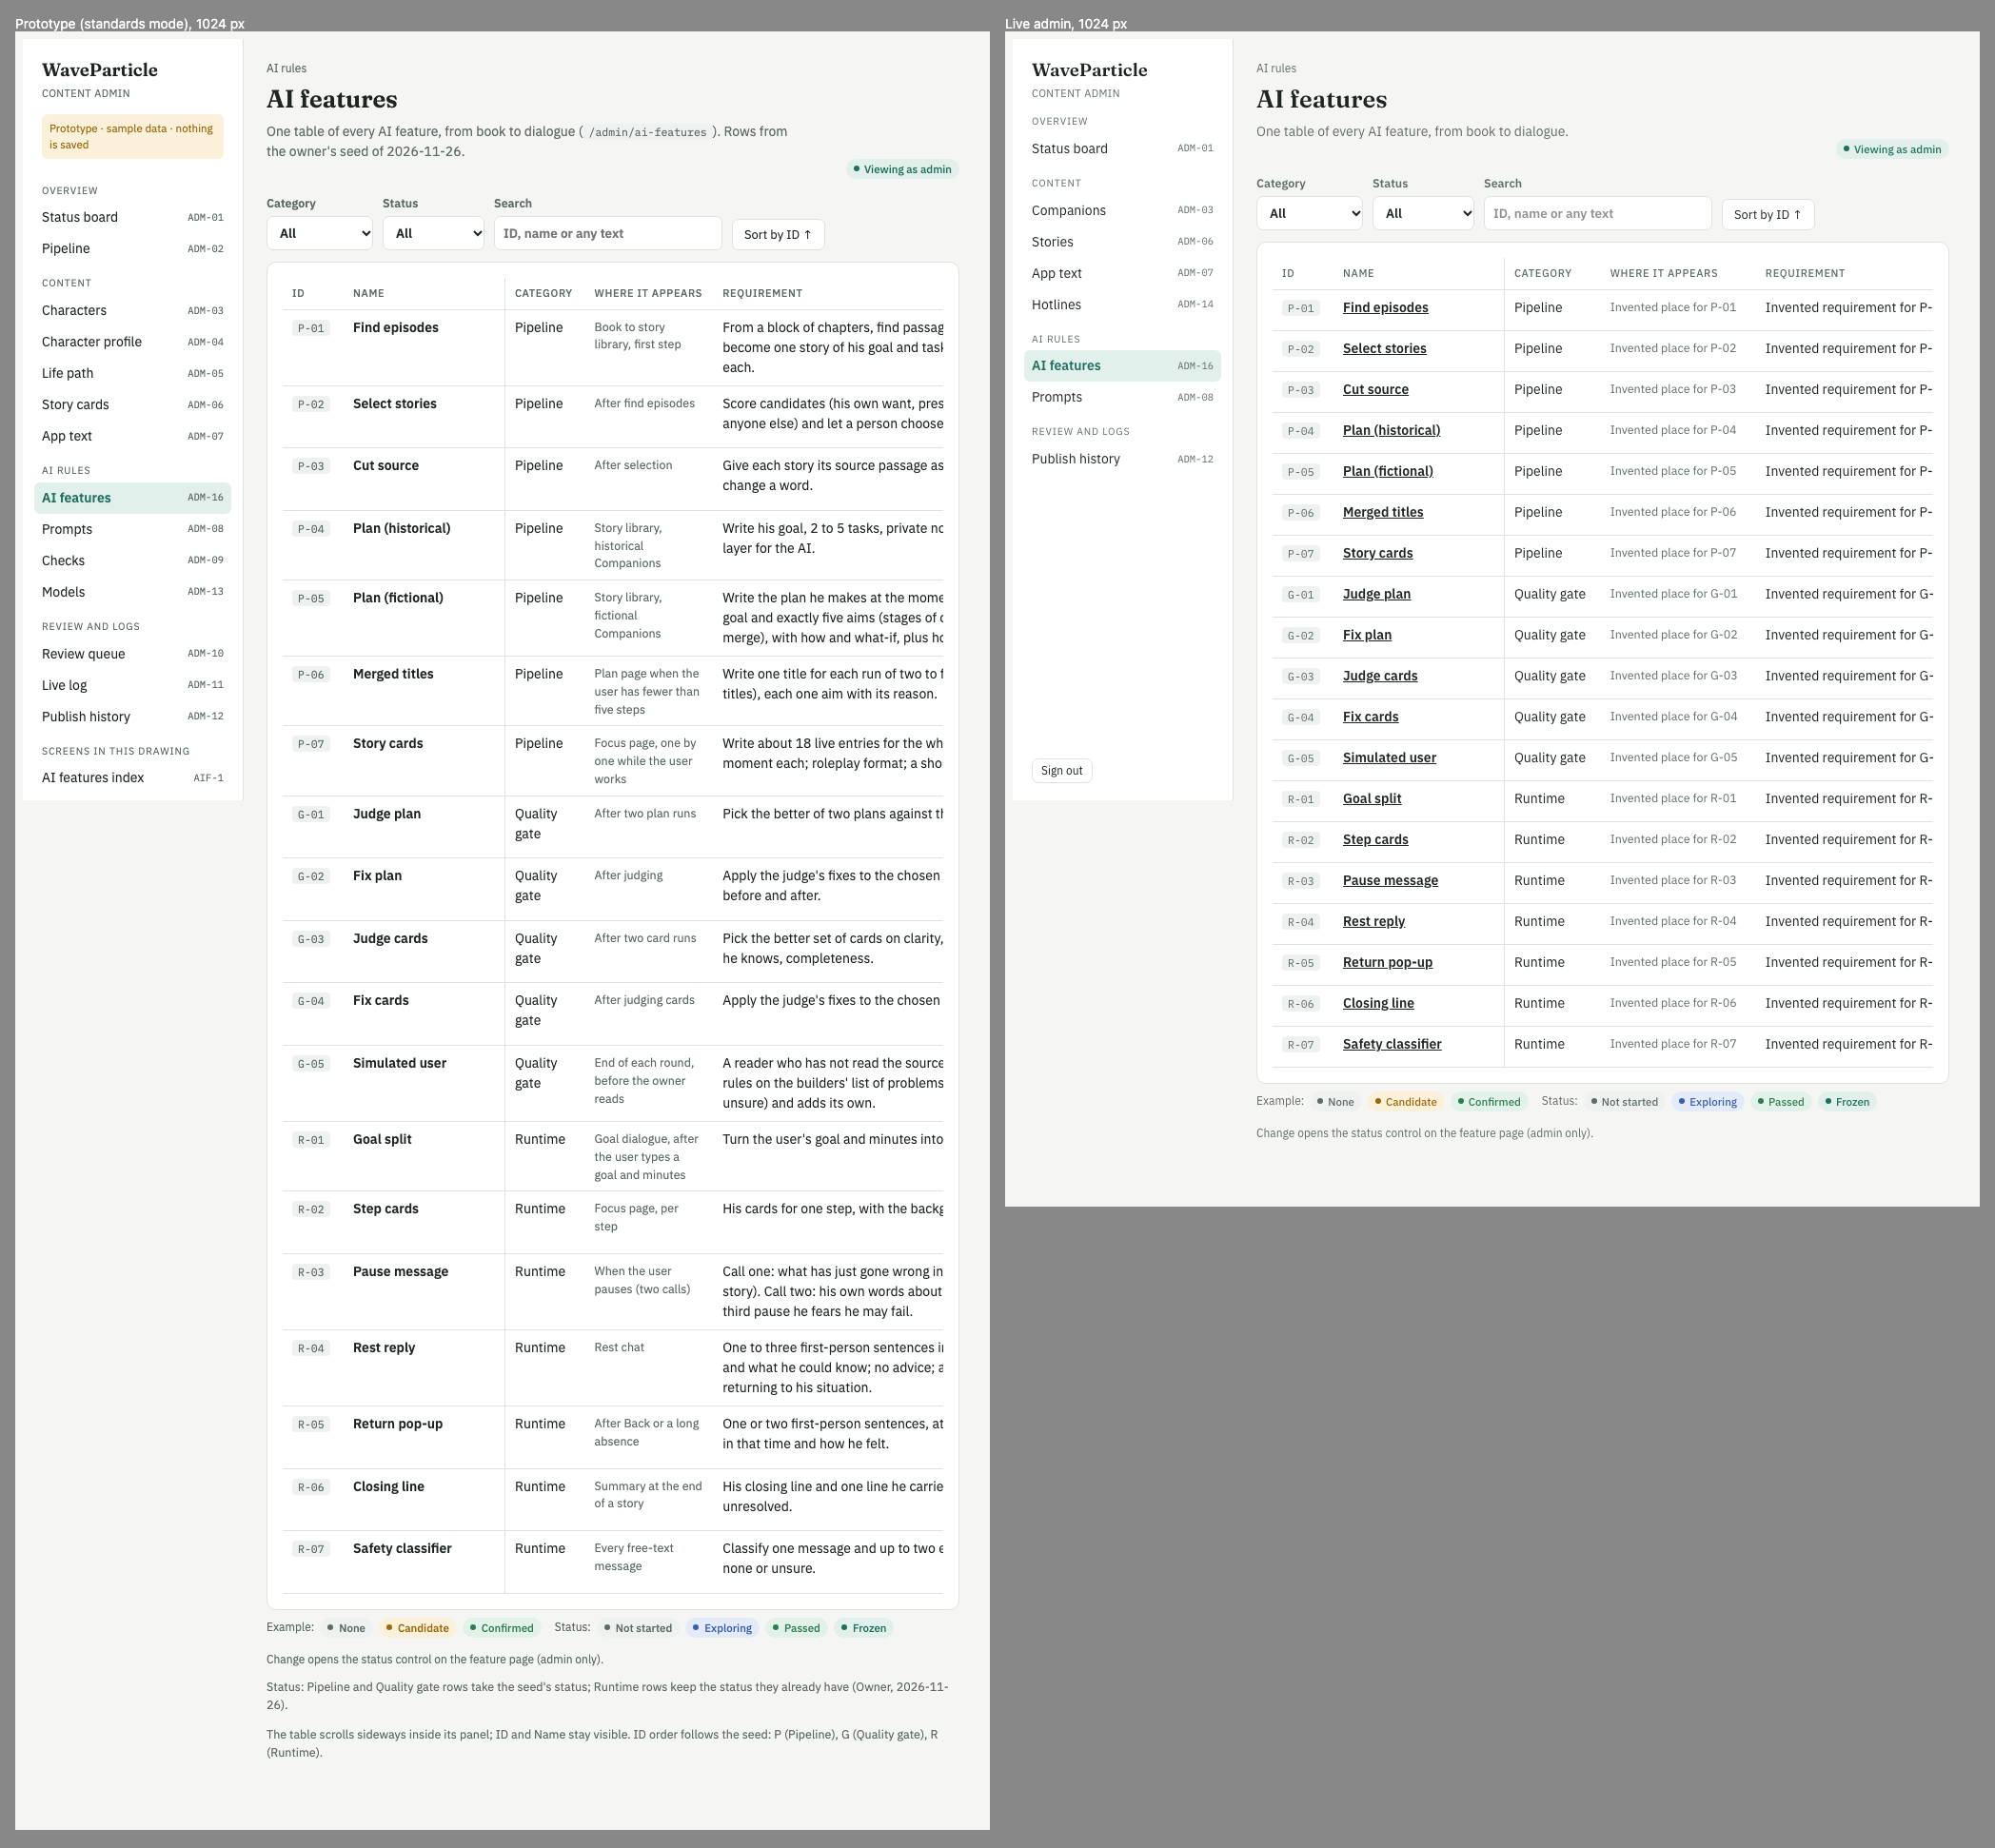 Prototype (standards mode), 1024 px
WaveParticle
CONTENT ADMIN
Prototype · sample data · nothing
is saved
OVERVIEW
Status board ADM-01
Pipeline ADM-02
CONTENT
Characters ADM-03
Character profile ADM-04
Life path ADM-05
Story cards ADM-06
App text ADM-07
AI RULES
AI features ADM-16
Prompts ADM-08
Checks ADM-09
Models ADM-13
REVIEW AND LOGS
Review queue ADM-10
Live log ADM-11
Publish history ADM-12
SCREENS IN THIS DRAWING
AI features index AIF-1
AI rules
AI features
One table of every AI feature, from book to dialogue ( /admin/ai-features ). Rows from
the owner's seed of 2026-11-26.
Viewing as admin
Category Status Search
All All ID, name or any text Sort by ID ↑
ID NAME CATEGORY WHERE IT APPEARS REQUIREMENT
P-01 Find episodes Pipeline Book to story
library, first step
From a block of chapters, find passag
become one story of his goal and task
each.
P-02 Select stories Pipeline After find episodes
Score candidates (his own want, pres
anyone else) and let a person choose
P-03 Cut source Pipeline After selection
Give each story its source passage as
change a word.
P-04 Plan (historical) Pipeline Story library,
historical
Companions
Write his goal, 2 to 5 tasks, private no
layer for the AI.
P-05 Plan (fictional) Pipeline Story library,
fictional
Companions
Write the plan he makes at the mome
goal and exactly five aims (stages of
merge), with how and what-if, plus ho
P-06 Merged titles Pipeline Plan page when the
user has fewer than
five steps
Write one title for each run of two to f
titles), each one aim with its reason.
P-07 Story cards Pipeline Focus page, one by
one while the user
works
Write about 18 live entries for the wh
moment each; roleplay format; a sho
G-01 Judge plan Quality
gate
After two plan runs
Pick the better of two plans against th
G-02 Fix plan Quality
gate
After judging
Apply the judge's fixes to the chosen
before and after.
G-03 Judge cards Quality
gate
After two card runs
Pick the better set of cards on clarity,
he knows, completeness.
G-04 Fix cards Quality
gate
After judging cards
Apply the judge's fixes to the chosen
G-05 Simulated user Quality
gate
End of each round,
before the owner
reads
A reader who has not read the source
rules on the builders' list of problems
unsure) and adds its own.
R-01 Goal split Runtime Goal dialogue, after
the user types a
goal and minutes
Turn the user's goal and minutes into
R-02 Step cards Runtime Focus page, per
step
His cards for one step, with the backg
R-03 Pause message Runtime When the user
pauses (two calls)
Call one: what has just gone wrong in
story). Call two: his own words about
third pause he fears he may fail.
R-04 Rest reply Runtime Rest chat
One to three first-person sentences i
and what he could know; no advice; a
returning to his situation.
R-05 Return pop-up Runtime After Back or a long
absence
One or two first-person sentences, at
in that time and how he felt.
R-06 Closing line Runtime Summary at the end
of a story
His closing line and one line he carrie
unresolved.
R-07 Safety classifier Runtime Every free-text
message
Classify one message and up to two e
none or unsure.
Example: None Candidate Confirmed Status: Not started Exploring Passed Frozen
Change opens the status control on the feature page (admin only).
Status: Pipeline and Quality gate rows take the seed's status; Runtime rows keep the status they already have (Owner, 2026-11-
26).
The table scrolls sideways inside its panel; ID and Name stay visible. ID order follows the seed: P (Pipeline), G (Quality gate), R
(Runtime).
Live admin, 1024 px
WaveParticle
CONTENT ADMIN
OVERVIEW
Status board ADM-01
CONTENT
Companions ADM-03
Stories ADM-06
App text ADM-07
Hotlines ADM-14
AI RULES
AI features ADM-16
Prompts ADM-08
REVIEW AND LOGS
Publish history ADM-12
Sign out
AI rules
AI features
One table of every AI feature, from book to dialogue.
Viewing as admin
Category Status Search
All All ID, name or any text Sort by ID ↑
ID NAME CATEGORY WHERE IT APPEARS REQUIREMENT
P-01 Find episodes Pipeline Invented place for P-01 Invented requirement for P-
P-02 Select stories Pipeline Invented place for P-02 Invented requirement for P-
P-03 Cut source Pipeline Invented place for P-03 Invented requirement for P-
P-04 Plan (historical) Pipeline Invented place for P-04 Invented requirement for P-
P-05 Plan (fictional) Pipeline Invented place for P-05 Invented requirement for P-
P-06 Merged titles Pipeline Invented place for P-06 Invented requirement for P-
P-07 Story cards Pipeline Invented place for P-07 Invented requirement for P-
G-01 Judge plan Quality gate Invented place for G-01 Invented requirement for G-
G-02 Fix plan Quality gate Invented place for G-02 Invented requirement for G-
G-03 Judge cards Quality gate Invented place for G-03 Invented requirement for G-
G-04 Fix cards Quality gate Invented place for G-04 Invented requirement for G-
G-05 Simulated user Quality gate Invented place for G-05 Invented requirement for G-
R-01 Goal split Runtime Invented place for R-01 Invented requirement for R-
R-02 Step cards Runtime Invented place for R-02 Invented requirement for R-
R-03 Pause message Runtime Invented place for R-03 Invented requirement for R-
R-04 Rest reply Runtime Invented place for R-04 Invented requirement for R-
R-05 Return pop-up Runtime Invented place for R-05 Invented requirement for R-
R-06 Closing line Runtime Invented place for R-06 Invented requirement for R-
R-07 Safety classifier Runtime Invented place for R-07 Invented requirement for R-
Example: None Candidate Confirmed Status: Not started Exploring Passed Frozen
Change opens the status control on the feature page (admin only).